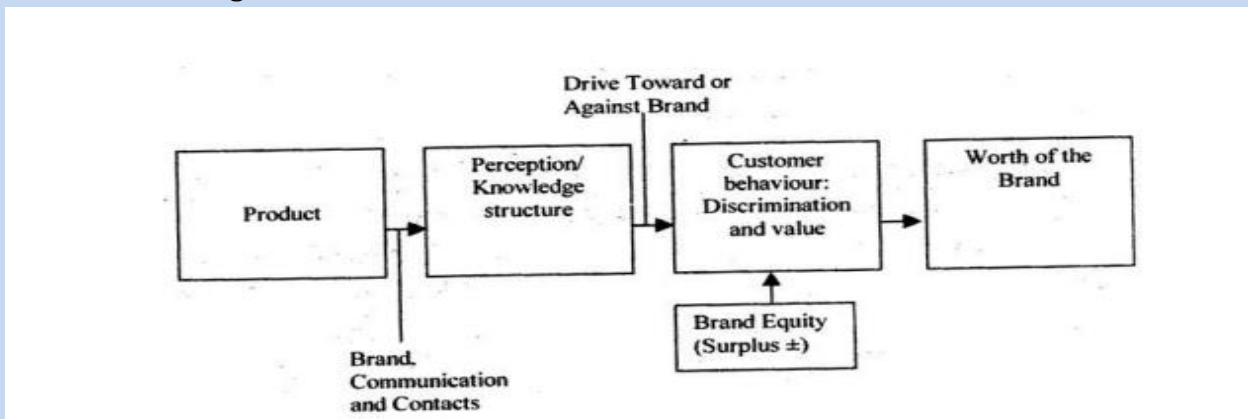 Drive Toward or
Against Brand
Product
Perception/
Knowledge
structure
Customer
behaviour:
Discrimination
and value
Worth of the
Brand
Brand Equity
(Surplus ±)
Brand,
Communication
and Contacts